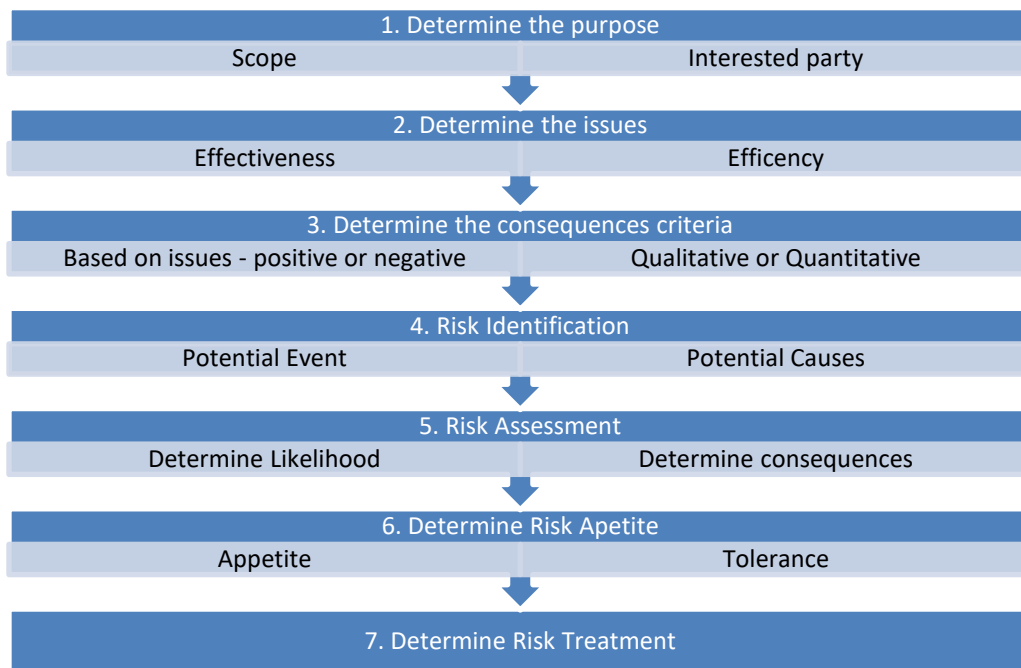 1. Determine the purpose
Scope
Interested party
2. Determine the issues
Effectiveness
Efficency
3. Determine the consequences criteria
Based on issues - positive or negative
Qualitative or Quantitative
4. Risk Identification
Potential Event
Potential Causes
5. Risk Assessment
Determine Likelihood
Determine consequences
6. Determine Risk Apetite
Appetite
Tolerance
7. Determine Risk Treatment